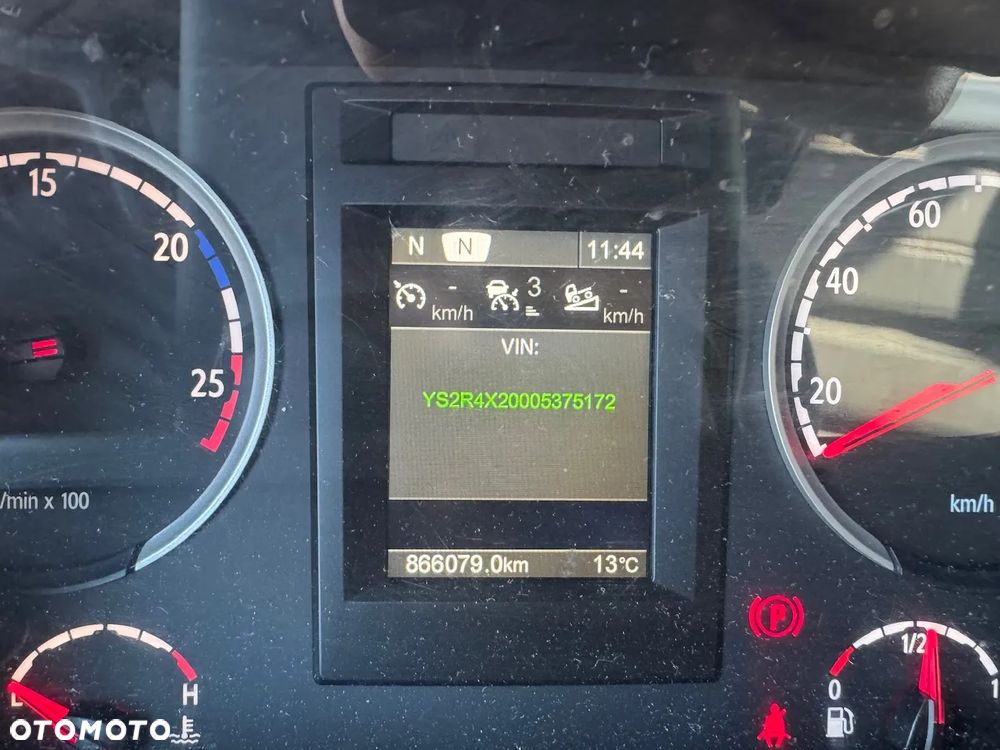 15
20
25
/min x 100
N N 11:44
- km/h 3 - km/h
VIN:
YS2R4X20005375172
866079.0km 13°C
60
40
20
km/h
P
L H
0 1/2 1
OTOMOTO